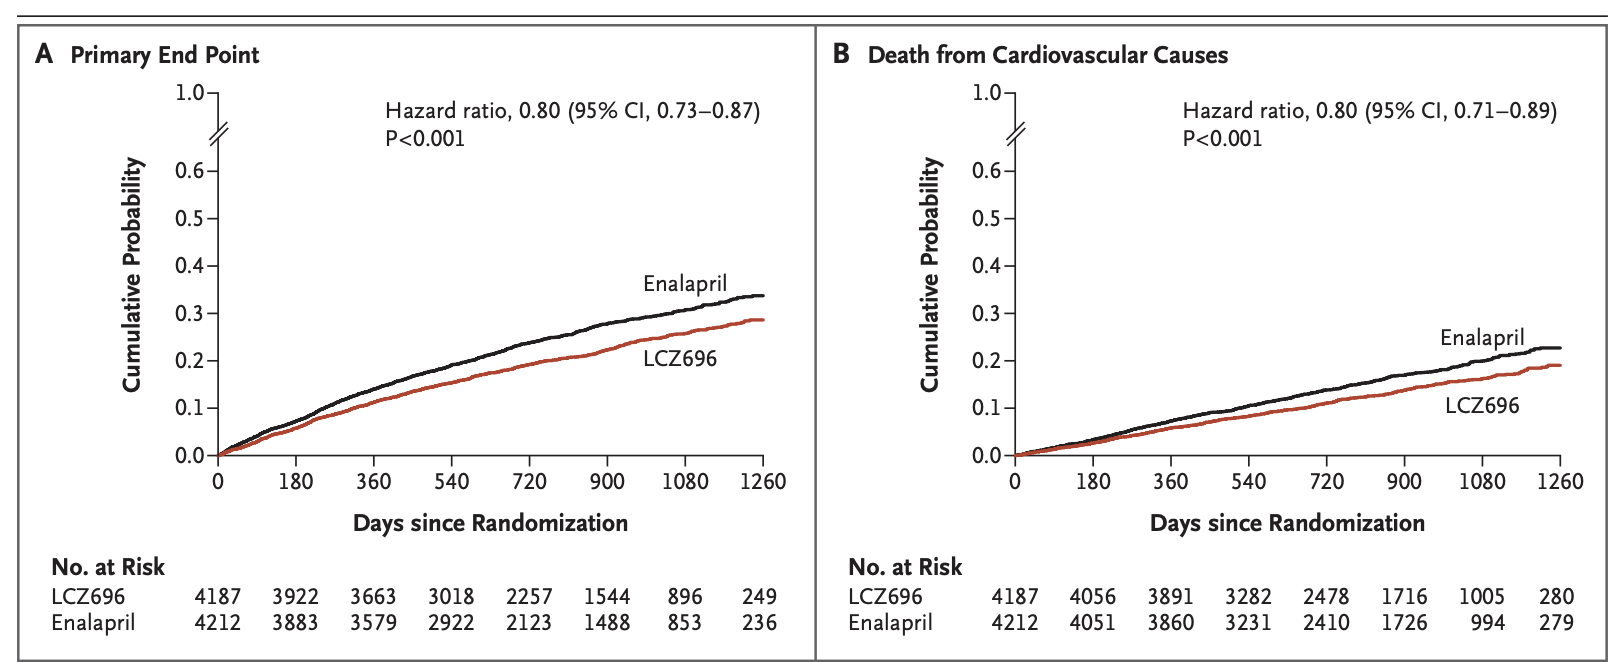 A Primary End Point
1.0
0.6
0.5
0.4
0.3
0.2
0.1
0.0
Cumulative Probability
Hazard ratio, 0.80 (95% CI, 0.73–0.87)
P<0.001
Enalapril
LCZ696
0 180 360 540 720 900 1080 1260
Days since Randomization
No. at Risk
LCZ696 4187 3922 3663 3018 2257 1544 896 249
Enalapril 4212 3883 3579 2922 2123 1488 853 236
B Death from Cardiovascular Causes
1.0
0.6
0.5
0.4
0.3
0.2
0.1
0.0
Cumulative Probability
Hazard ratio, 0.80 (95% CI, 0.71–0.89)
P<0.001
Enalapril
LCZ696
0 180 360 540 720 900 1080 1260
Days since Randomization
No. at Risk
LCZ696 4187 4056 3891 3282 2478 1716 1005 280
Enalapril 4212 4051 3860 3231 2410 1726 994 279